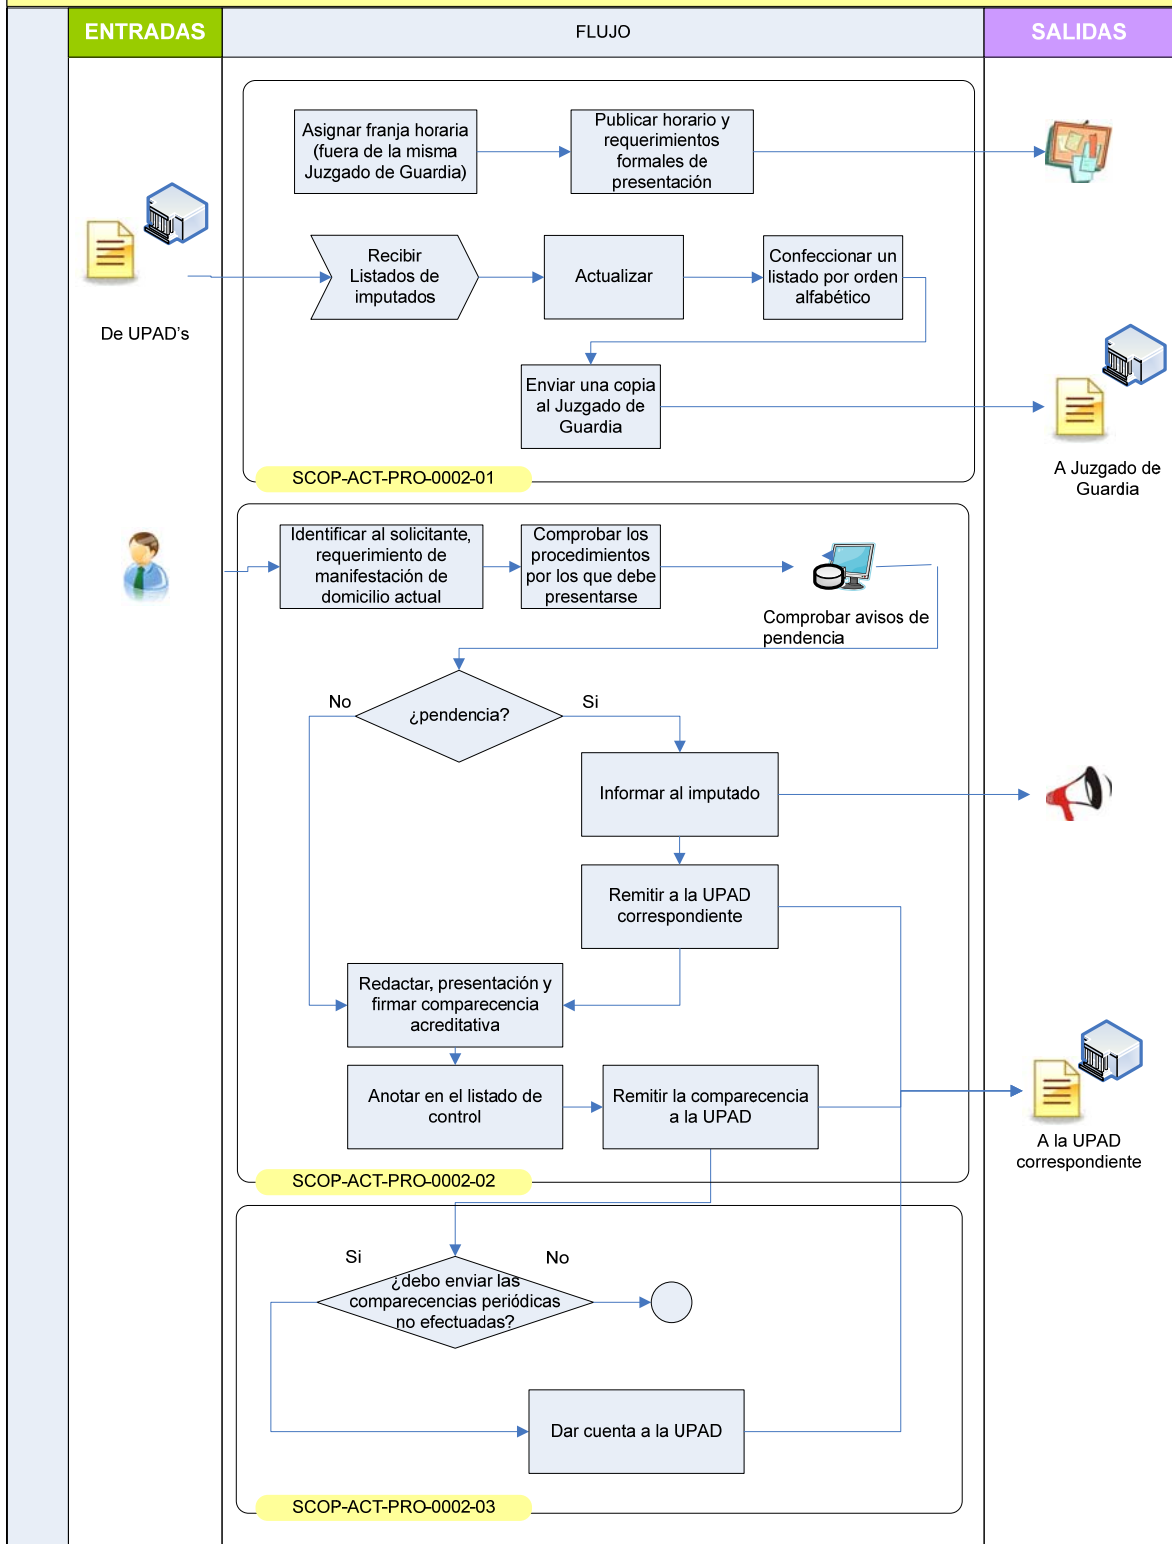 ENTRADAS
FLUJO
SALIDAS
Asignar franja horaria
(fuera de la misma
Juzgado de Guardia)
Publicar horario y
requerimientos
formales de
presentación
De UPAD's
Recibir
Listados de
imputados
Actualizar
Confeccionar un
listado por orden
alfabético
Enviar una copia
al Juzgado de
Guardia
A Juzgado de
Guardia
SCOP-ACT-PRO-0002-01
Identificar al solicitante,
requerimiento de
manifestación de
domicilio actual
Comprobar los
procedimientos
por los que debe
presentarse
Comprobar avisos de
pendencia
No
¿pendencia?
Si
Informar al imputado
Remitir a la UPAD
correspondiente
Redactar, presentación y
firmar comparecencia
acreditativa
Anotar en el listado de
control
Remitir la comparecencia
a la UPAD
A la UPAD
correspondiente
SCOP-ACT-PRO-0002-02
Si
No
¿debo enviar las
comparecencias periódicas
no efectuadas?
Dar cuenta a la UPAD
SCOP-ACT-PRO-0002-03